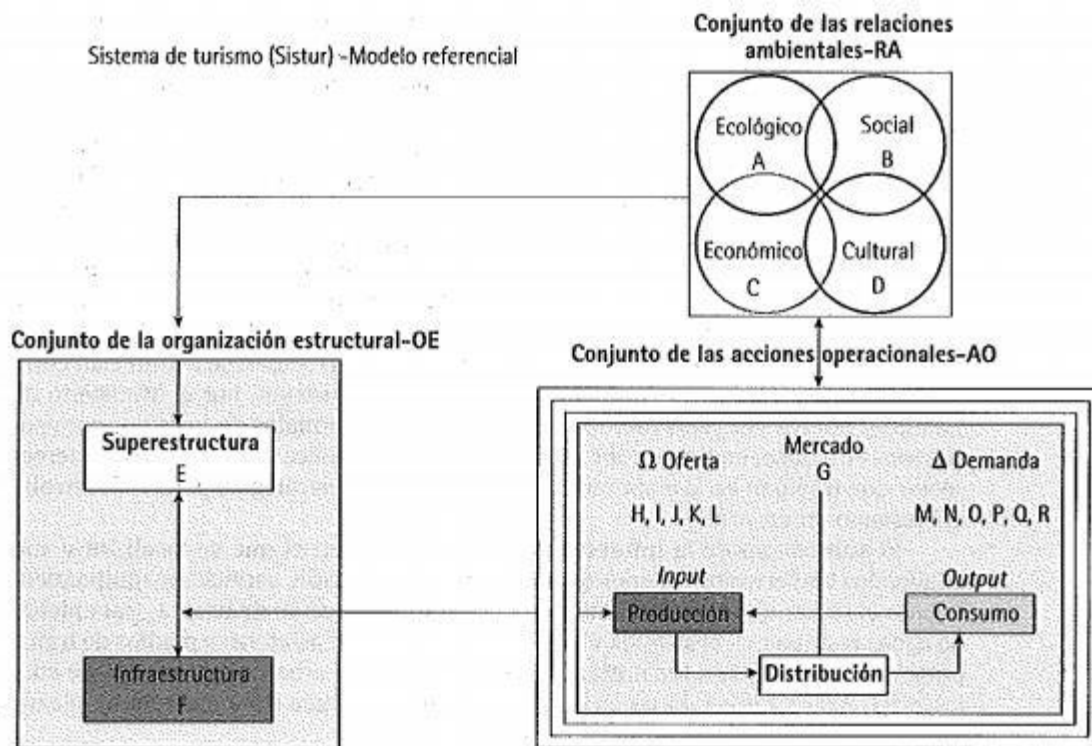 Sistema de turismo (Sistur) -Modelo referencial
Conjunto de las relaciones
ambientales-RA
Ecológico
A
Social
B
Económico
C
Cultural
D
Conjunto de la organización estructural-OE
Superestructura
E
Infraestructura
F
Conjunto de las acciones operacionales-AO
Mercado
G
Ω Oferta
H, I, J, K, L
Δ Demanda
M, N, O, P, Q, R
Input
Producción
Output
Consumo
Distribución